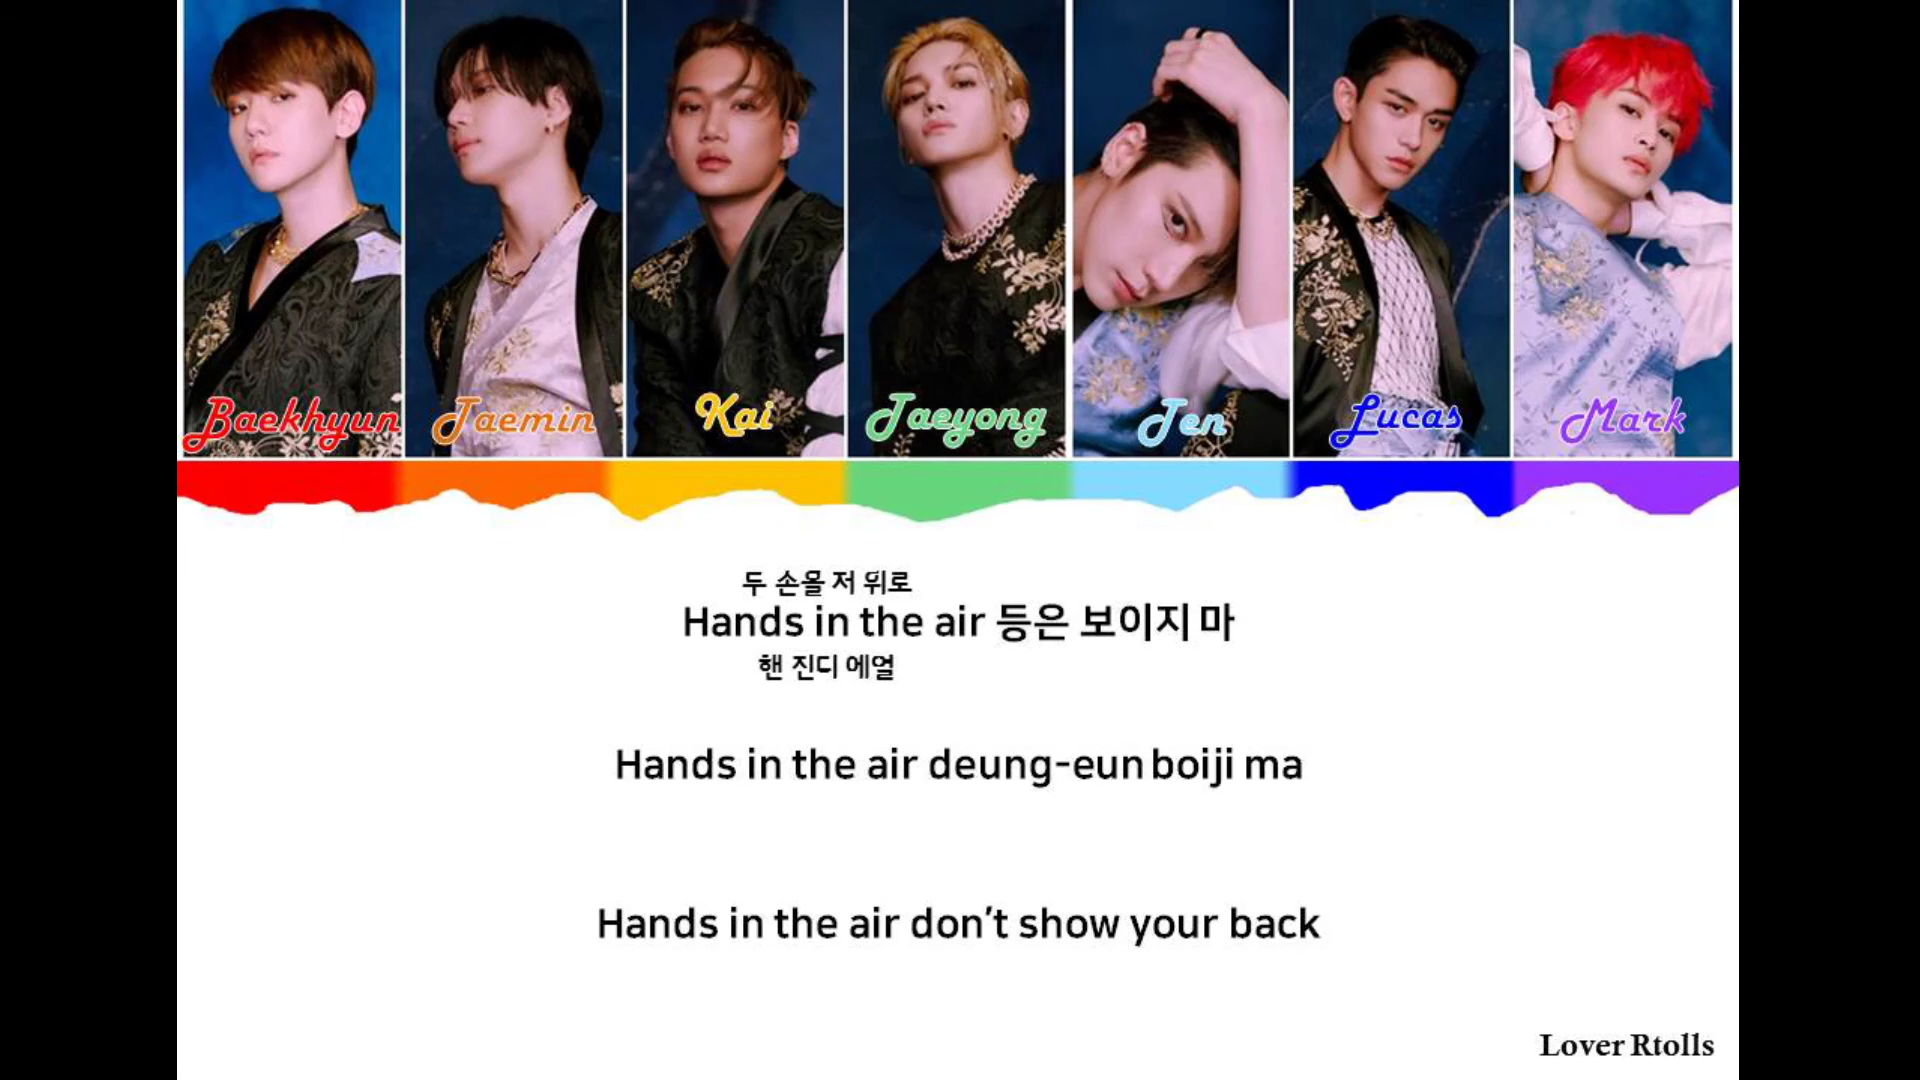 Baekhyun
Taemin
Kai
Taeyong
Ten
Lucas
Mark
두 손올 저 위로
Hands in the air 등은 보이지 마
핸 진디 에얼
Hands in the air deung-eun boiji ma
Hands in the air don't show your back
Lover Rtolls